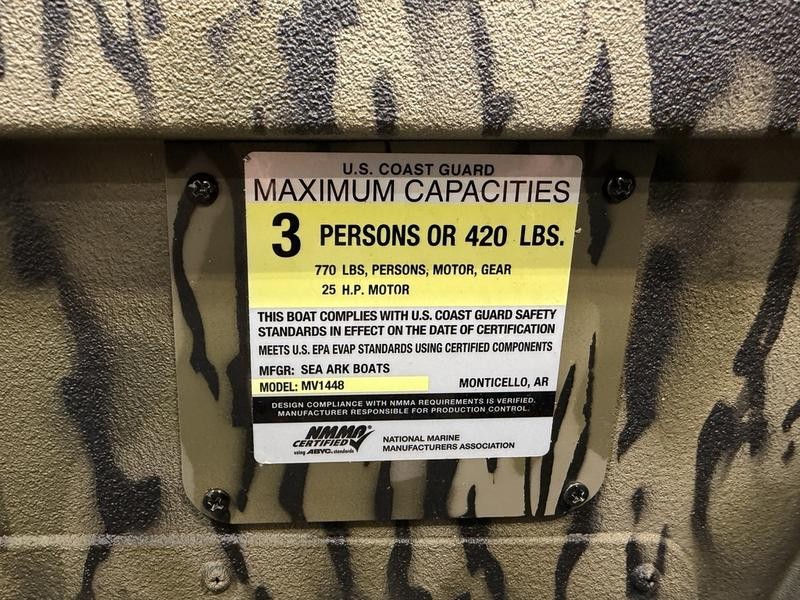 U.S. COAST GUARD
MAXIMUM CAPACITIES
3 PERSONS OR 420 LBS.
770 LBS, PERSONS, MOTOR, GEAR
25 H.P. MOTOR
THIS BOAT COMPLIES WITH U.S. COAST GUARD SAFETY
STANDARDS IN EFFECT ON THE DATE OF CERTIFICATION
MEETS U.S. EPA EVAP STANDARDS USING CERTIFIED COMPONENTS
MFGR: SEA ARK BOATS
MODEL: MV1448 MONTICELLO, AR
DESIGN COMPLIANCE WITH NMMA REQUIREMENTS IS VERIFIED.
MANUFACTURER RESPONSIBLE FOR PRODUCTION CONTROL.
NMMA®
CERTIFIED
using ABYC. standards
NATIONAL MARINE
MANUFACTURERS ASSOCIATION